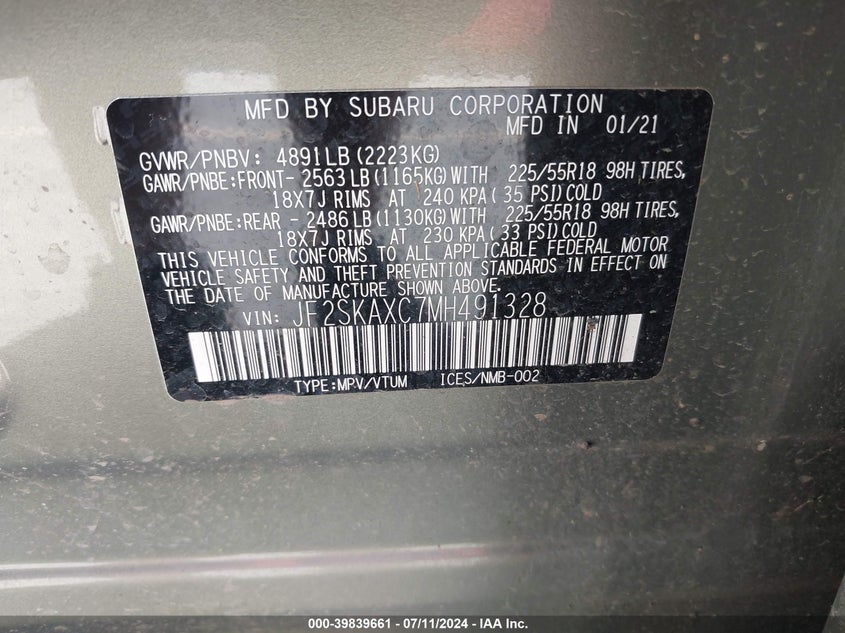 MFD BY SUBARU CORPORATION
MFD IN 01/21
GVWR/PNBV: 4891LB (2223KG)
GAWR/PNBE:FRONT- 2563LB (1165KG)WITH 225/55R18 98H TIRES,
18X7J RIMS AT 240 KPA (35 PSI)COLD
GAWR/PNBE:REAR - 2486LB (1130KG)WITH 225/55R18 98H TIRES,
18X7J RIMS AT 230 KPA (33 PSI)COLD
THIS VEHICLE CONFORMS TO ALL APPLICABLE FEDERAL MOTOR
VEHICLE SAFETY AND THEFT PREVENTION STANDARDS IN EFFECT ON
THE DATE OF MANUFACTURE SHOWN ABOVE.
VIN: JF2SKAXC7MH491328
TYPE:MPV/VTUM ICES/NMB-002
000-39839661 - 07/11/2024 - IAA Inc.